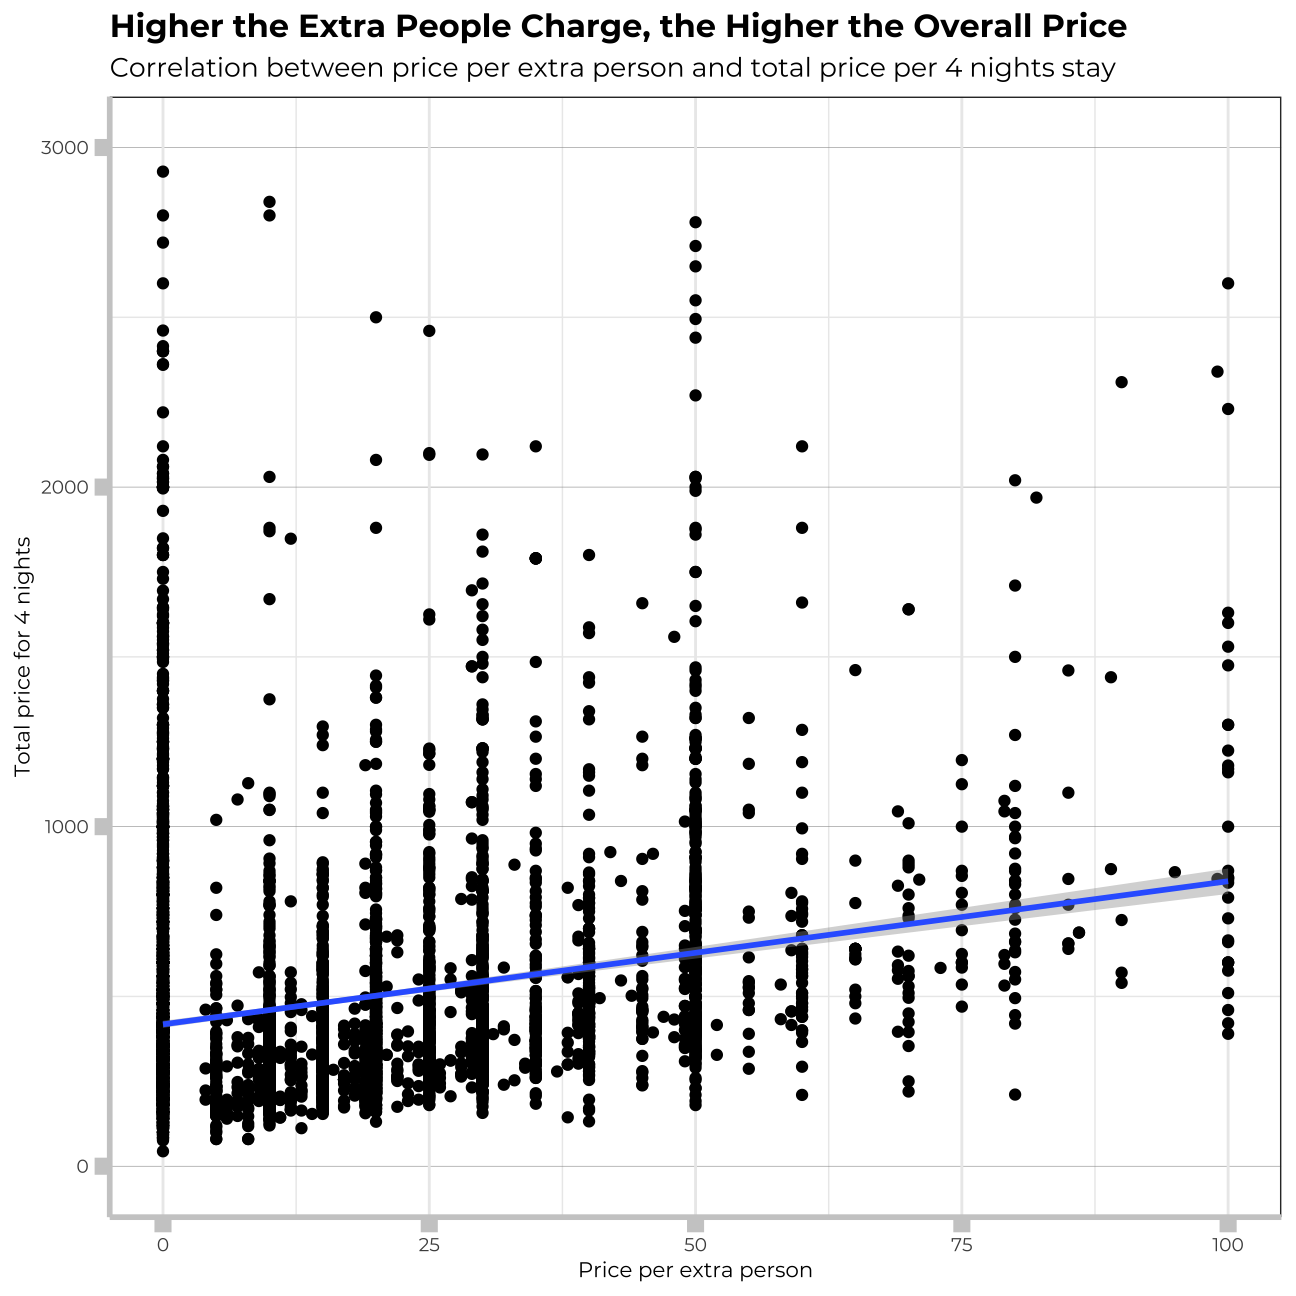 Higher the Extra People Charge, the Higher the Overall Price
Correlation between price per extra person and total price per 4 nights stay
Total price for 4 nights
3000
2000
1000
0
0 25 50 75 100
Price per extra person